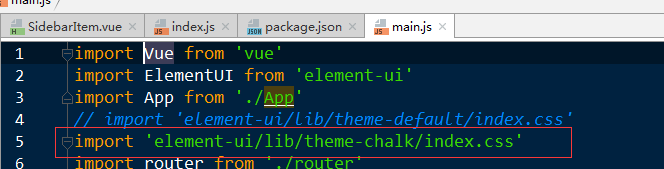 SidebarItem.vue index.js package.json main.js
1 import Vue from 'vue'
2 import ElementUI from 'element-ui'
3 import App from './App'
4 // import 'element-ui/lib/theme-default/index.css'
5 import 'element-ui/lib/theme-chalk/index.css'
6 import router from './router'